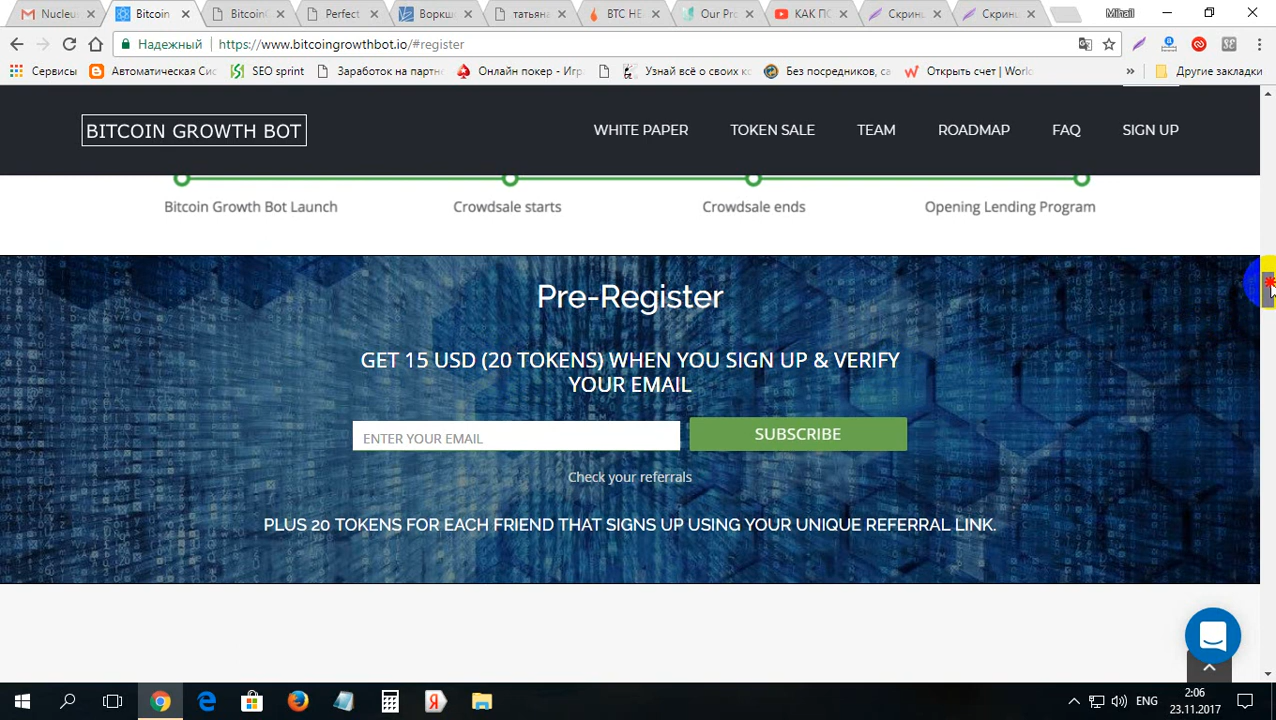 Nucleu
Bitcoin
Bitcoin
Perfect
Воркш
татьяна
BTC HE
Our Pro
КАК ПО
Скрин
Скрин
Mihail
Надежный
https://www.bitcoingrowthbot.io/#register
Сервисы
Автоматическая Сис
SEO sprint
Заработок на партн
Онлайн покер - Игр
Узнай всё о своих кс
Без посредников, са
Открыть счет | Worl
»
Другие закладки
BITCOIN GROWTH BOT
WHITE PAPER
TOKEN SALE
TEAM
ROADMAP
FAQ
SIGN UP
Bitcoin Growth Bot Launch
Crowdsale starts
Crowdsale ends
Opening Lending Program
Pre-Register
GET 15 USD (20 TOKENS) WHEN YOU SIGN UP & VERIFY
YOUR EMAIL
ENTER YOUR EMAIL
SUBSCRIBE
Check your referrals
PLUS 20 TOKENS FOR EACH FRIEND THAT SIGNS UP USING YOUR UNIQUE REFERRAL LINK.
ENG
2:06
23.11.2017